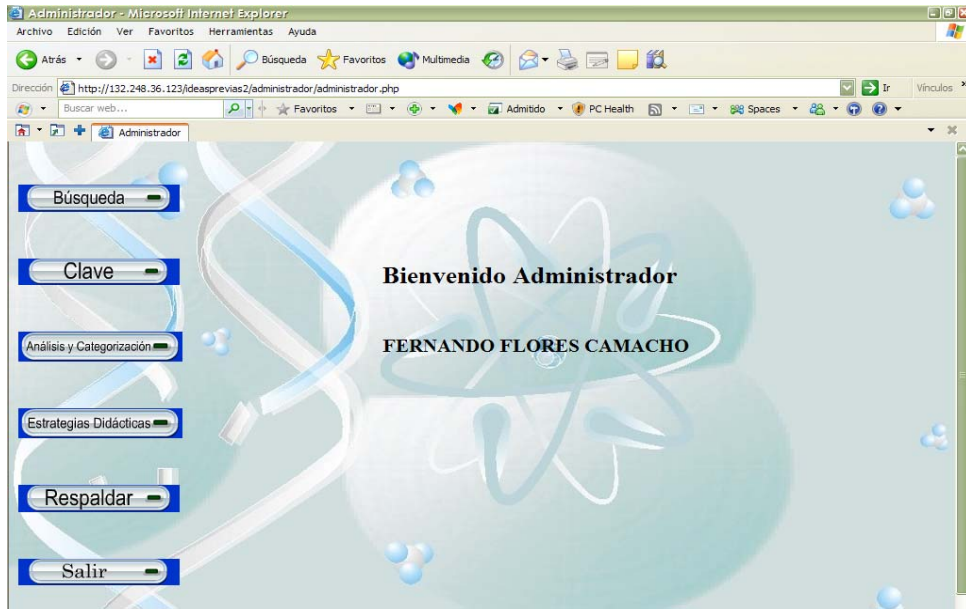 Administrador - Microsoft Internet Explorer
Archivo Edición Ver Favoritos Herramientas Ayuda
Atrás Búsqueda Favoritos Multimedia
Dirección http://132.248.36.123/ideasprevias2/administrador/administrador.php Ir Vínculos »
Buscar web... Favoritos Admitido PC Health Spaces
Administrador
Búsqueda
Clave
Bienvenido Administrador
Análisis y Categorización
FERNANDO FLORES CAMACHO
Estrategias Didácticas
Respaldar
Salir